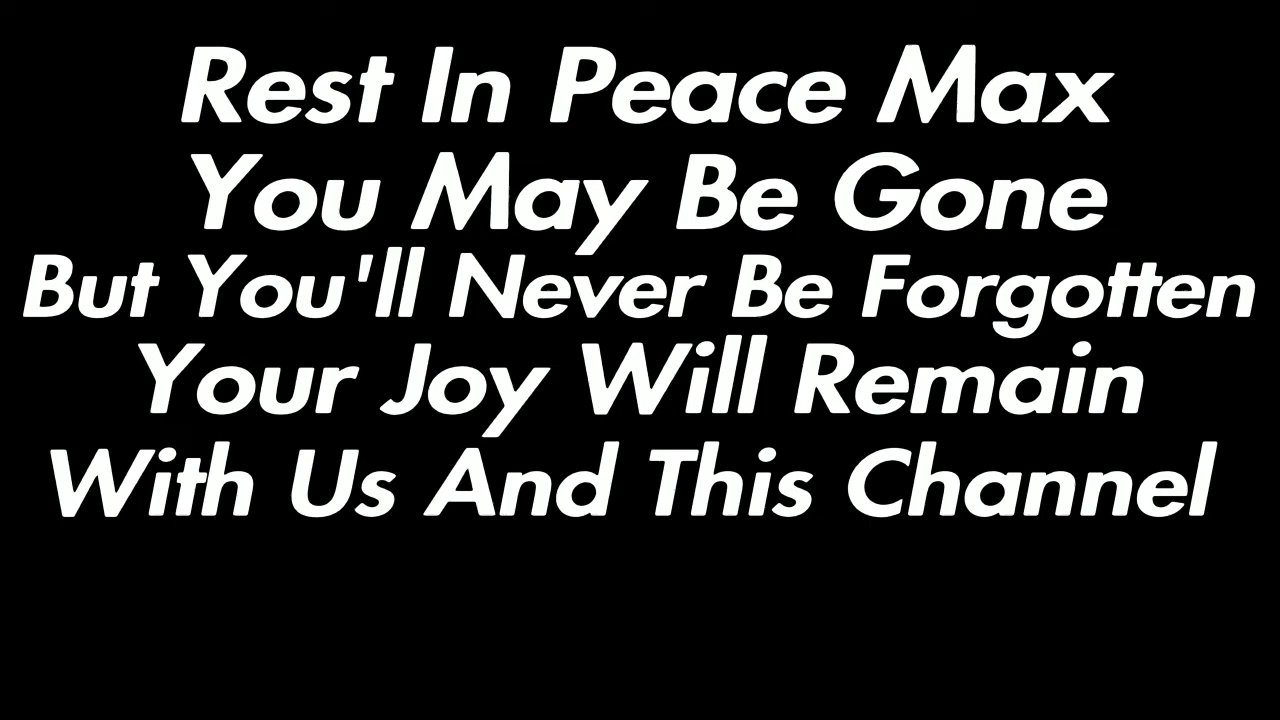 Rest In Peace Max
You May Be Gone
But You'll Never Be Forgotten
Your Joy Will Remain
With Us And This Channel